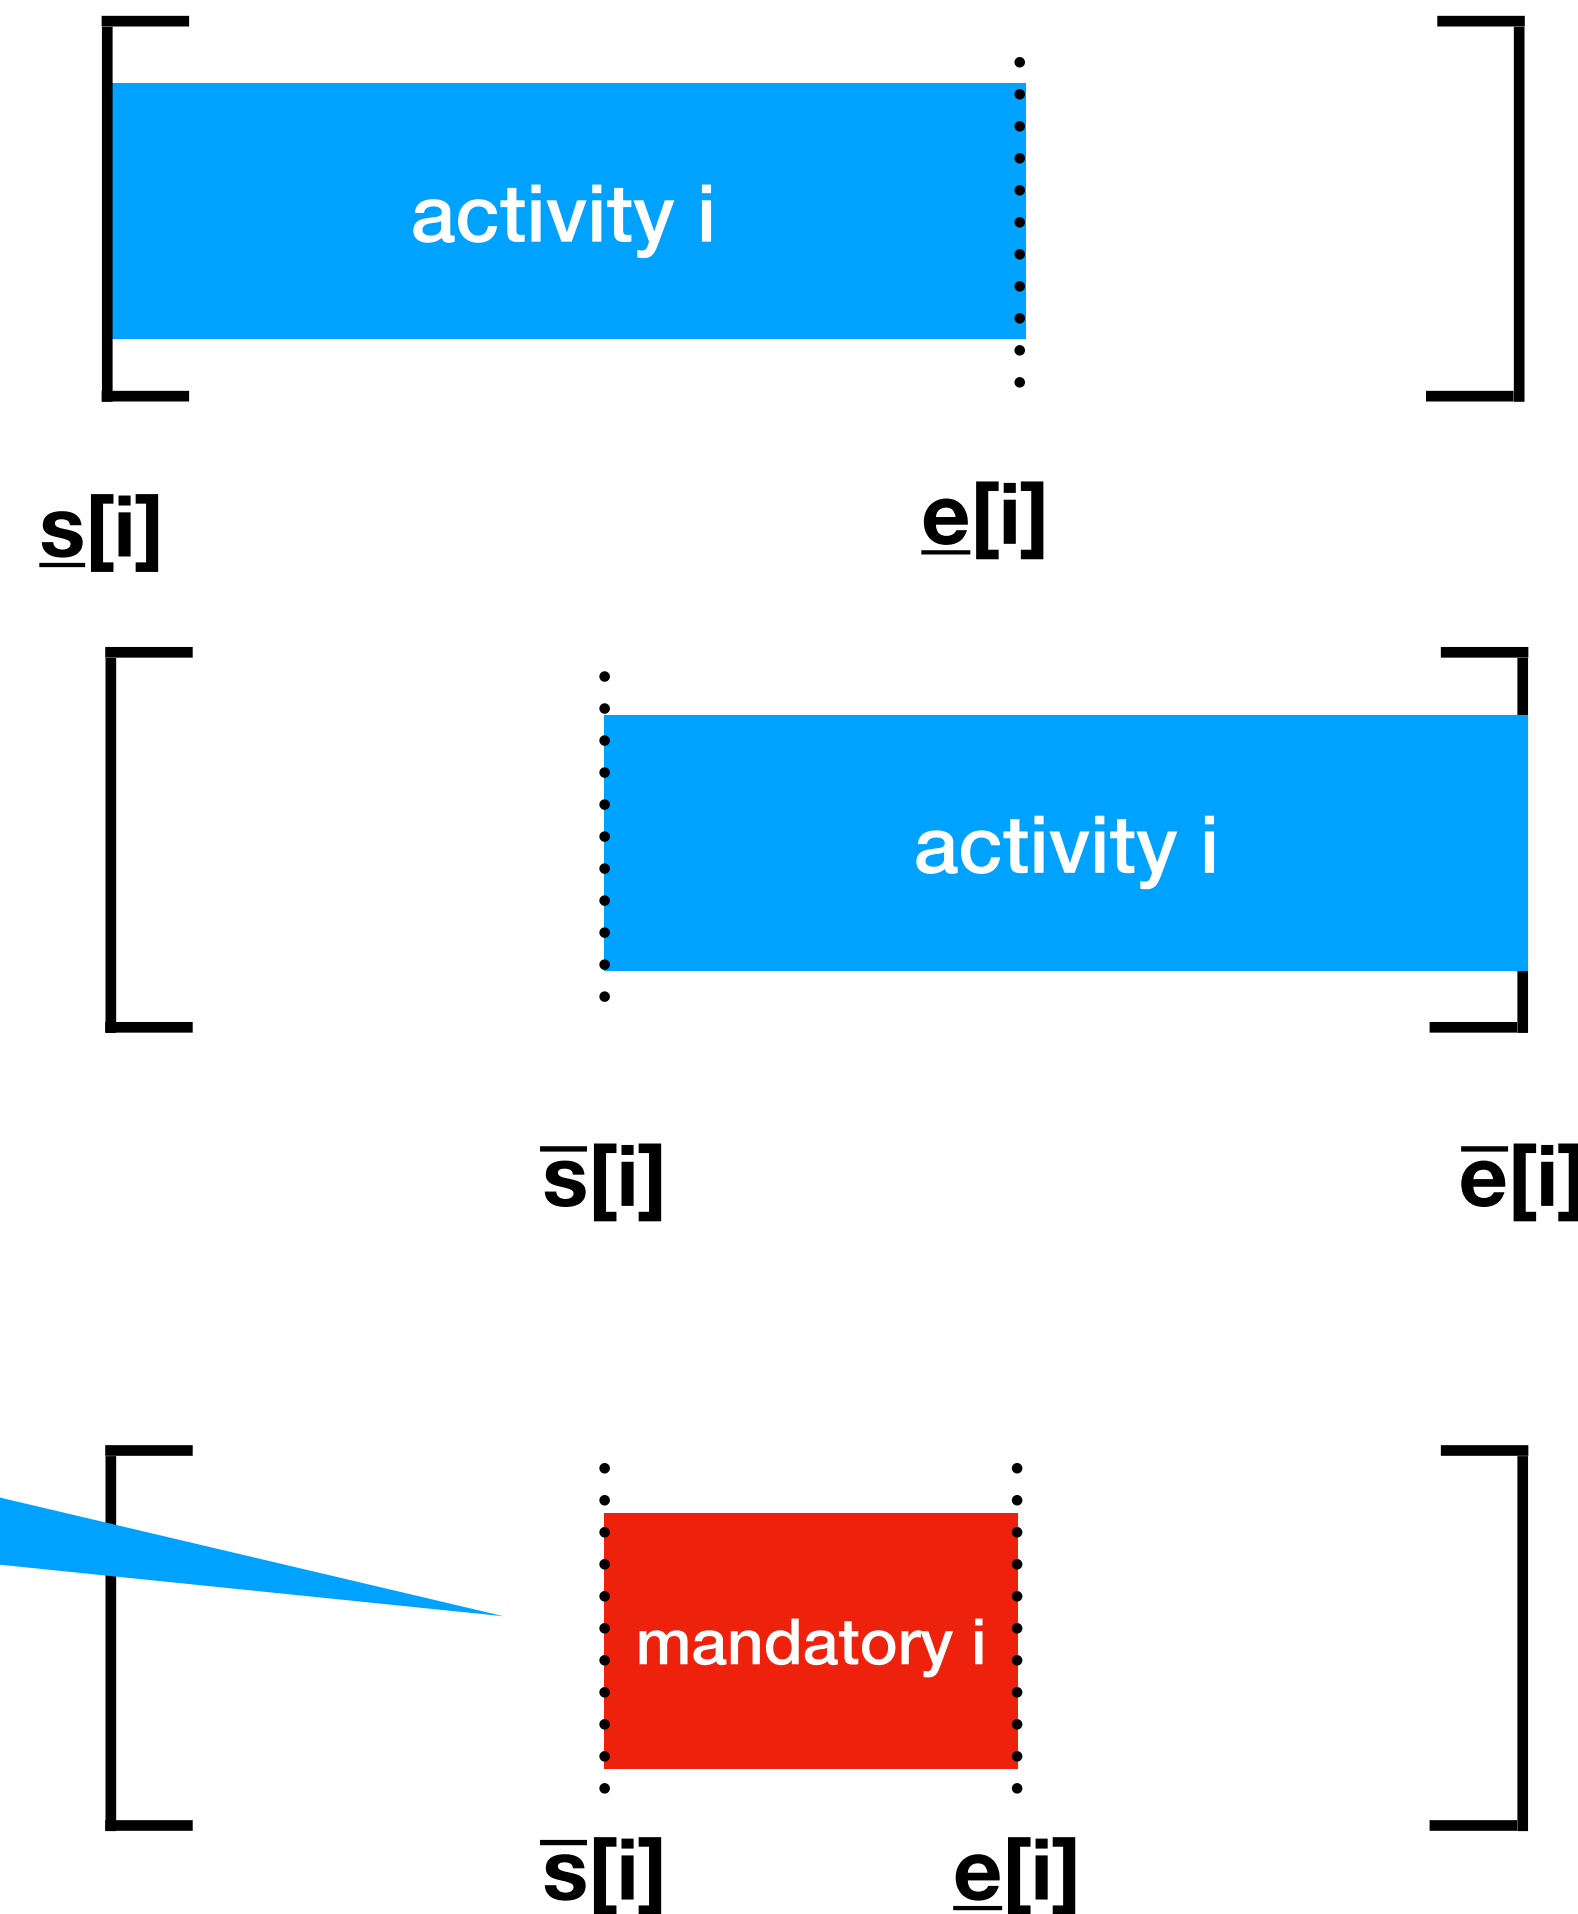 activity i
s̲[i] e̲[i]
activity i
s̅[i] e̅[i]
mandatory i
s̅[i] e̲[i]